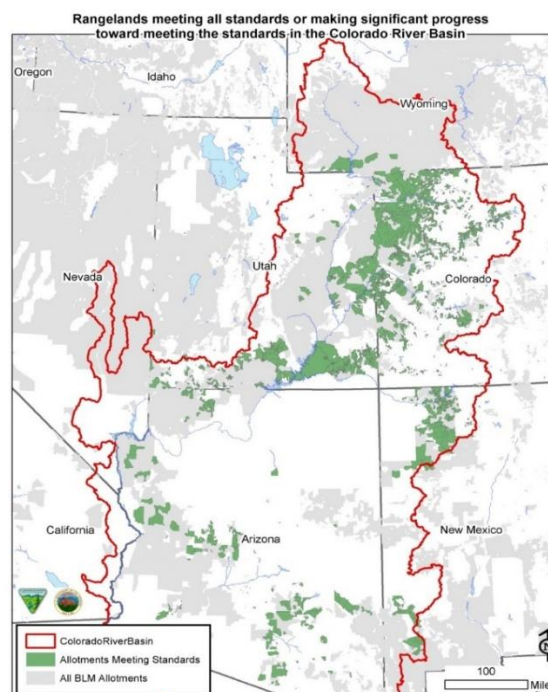 Rangelands meeting all standards or making significant progress
toward meeting the standards in the Colorado River Basin
Oregon
Idaho
Wyoming
Nevada
Utah
Colorado
California
Arizona
New Mexico
ColoradoRiverBasin
Allotments Meeting Standards
All BLM Allotments
100
Mile